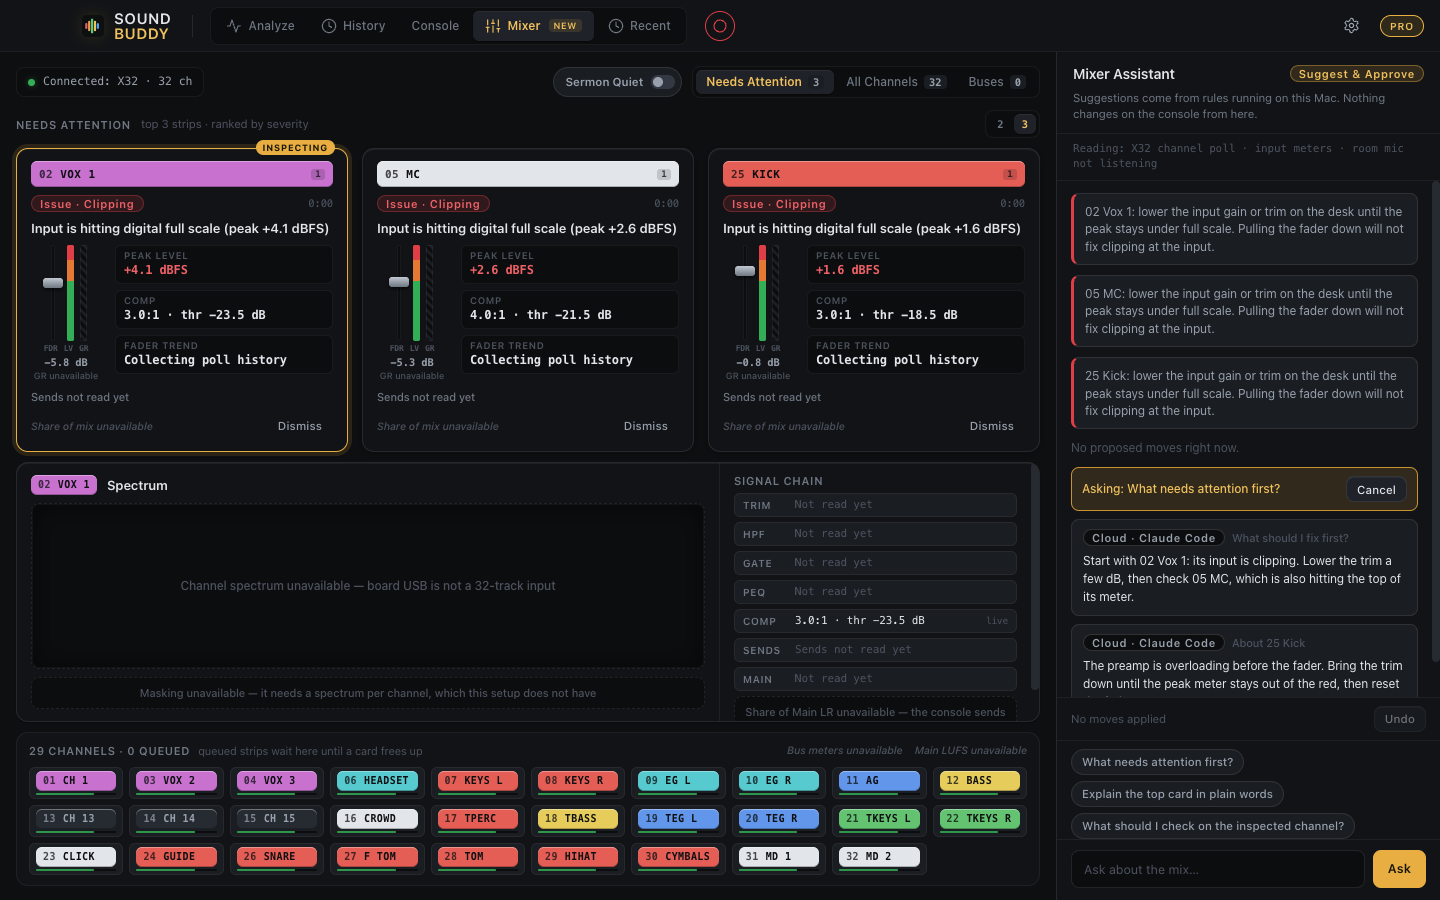 SOUND
BUDDY
Analyze
History
Console
Mixer NEW
Recent
PRO
Connected: X32 · 32 ch
Sermon Quiet
Needs Attention 3
All Channels 32
Buses 0
NEEDS ATTENTION top 3 strips · ranked by severity
2 3
INSPECTING
02 VOX 1 1
Issue · Clipping 0:00
Input is hitting digital full scale (peak +4.1 dBFS)
PEAK LEVEL
+4.1 dBFS
COMP
3.0:1 · thr −23.5 dB
FADER TREND
Collecting poll history
FDR LV GR
−5.8 dB
GR unavailable
Sends not read yet
Share of mix unavailable
Dismiss
05 MC 1
Issue · Clipping 0:00
Input is hitting digital full scale (peak +2.6 dBFS)
PEAK LEVEL
+2.6 dBFS
COMP
4.0:1 · thr −21.5 dB
FADER TREND
Collecting poll history
FDR LV GR
−5.3 dB
GR unavailable
Sends not read yet
Share of mix unavailable
Dismiss
25 KICK 1
Issue · Clipping 0:00
Input is hitting digital full scale (peak +1.6 dBFS)
PEAK LEVEL
+1.6 dBFS
COMP
3.0:1 · thr −18.5 dB
FADER TREND
Collecting poll history
FDR LV GR
−0.8 dB
GR unavailable
Sends not read yet
Share of mix unavailable
Dismiss
02 VOX 1 Spectrum
Channel spectrum unavailable — board USB is not a 32-track input
Masking unavailable — it needs a spectrum per channel, which this setup does not have
SIGNAL CHAIN
TRIM Not read yet
HPF Not read yet
GATE Not read yet
PEQ Not read yet
COMP 3.0:1 · thr −23.5 dB live
SENDS Sends not read yet
MAIN Not read yet
Share of Main LR unavailable — the console sends
29 CHANNELS · 0 QUEUED queued strips wait here until a card frees up
Bus meters unavailable Main LUFS unavailable
01 CH 1
03 VOX 2
04 VOX 3
06 HEADSET
07 KEYS L
08 KEYS R
09 EG L
10 EG R
11 AG
12 BASS
13 CH 13
14 CH 14
15 CH 15
16 CROWD
17 TPERC
18 TBASS
19 TEG L
20 TEG R
21 TKEYS L
22 TKEYS R
23 CLICK
24 GUIDE
26 SNARE
27 F TOM
28 TOM
29 HIHAT
30 CYMBALS
31 MD 1
32 MD 2
Mixer Assistant
Suggest & Approve
Suggestions come from rules running on this Mac. Nothing
changes on the console from here.
Reading: X32 channel poll · input meters · room mic
not listening
02 Vox 1: lower the input gain or trim on the desk until the
peak stays under full scale. Pulling the fader down will not
fix clipping at the input.
05 MC: lower the input gain or trim on the desk until the
peak stays under full scale. Pulling the fader down will not
fix clipping at the input.
25 Kick: lower the input gain or trim on the desk until the
peak stays under full scale. Pulling the fader down will not
fix clipping at the input.
No proposed moves right now.
Asking: What needs attention first?
Cancel
Cloud · Claude Code What should I fix first?
Start with 02 Vox 1: its input is clipping. Lower the trim a
few dB, then check 05 MC, which is also hitting the top of
its meter.
Cloud · Claude Code About 25 Kick
The preamp is overloading before the fader. Bring the trim
down until the peak meter stays out of the red, then reset
No moves applied
Undo
What needs attention first?
Explain the top card in plain words
What should I check on the inspected channel?
Ask about the mix...
Ask